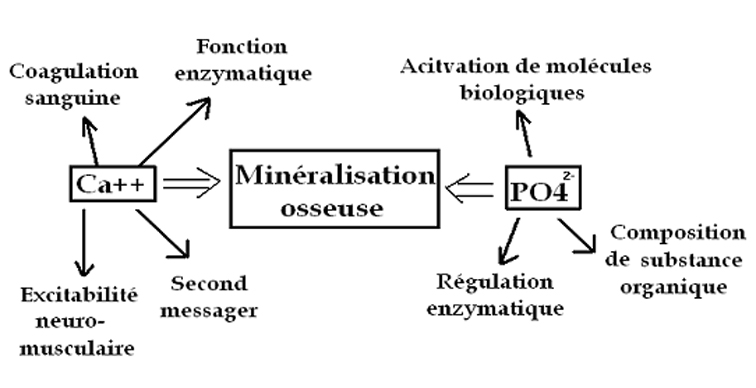 Fonction
enzymatique
Coagulation
sanguine
Acitvation de molécules
biologiques
Ca++
Minéralisation
osseuse
PO4 2-
Composition
de substance
organique
Régulation
enzymatique
Second
messager
Excitabilité
neuro-
musculaire